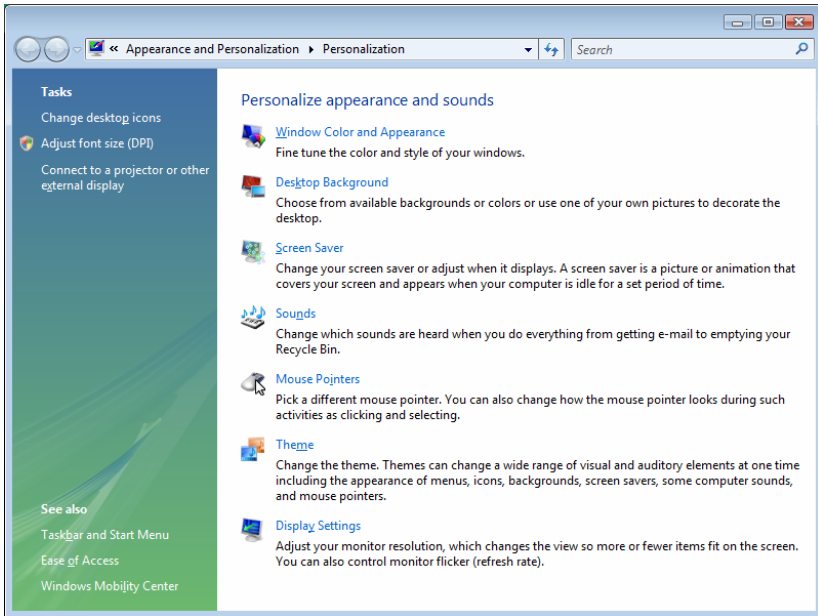 « Appearance and Personalization ▸ Personalization
Search
Tasks
Change desktop icons
Adjust font size (DPI)
Connect to a projector or other
external display
Personalize appearance and sounds
Window Color and Appearance
Fine tune the color and style of your windows.
Desktop Background
Choose from available backgrounds or colors or use one of your own pictures to decorate the
desktop.
Screen Saver
Change your screen saver or adjust when it displays. A screen saver is a picture or animation that
covers your screen and appears when your computer is idle for a set period of time.
Sounds
Change which sounds are heard when you do everything from getting e-mail to emptying your
Recycle Bin.
Mouse Pointers
Pick a different mouse pointer. You can also change how the mouse pointer looks during such
activities as clicking and selecting.
Theme
Change the theme. Themes can change a wide range of visual and auditory elements at one time
including the appearance of menus, icons, backgrounds, screen savers, some computer sounds,
and mouse pointers.
Display Settings
Adjust your monitor resolution, which changes the view so more or fewer items fit on the screen.
You can also control monitor flicker (refresh rate).
See also
Taskbar and Start Menu
Ease of Access
Windows Mobility Center